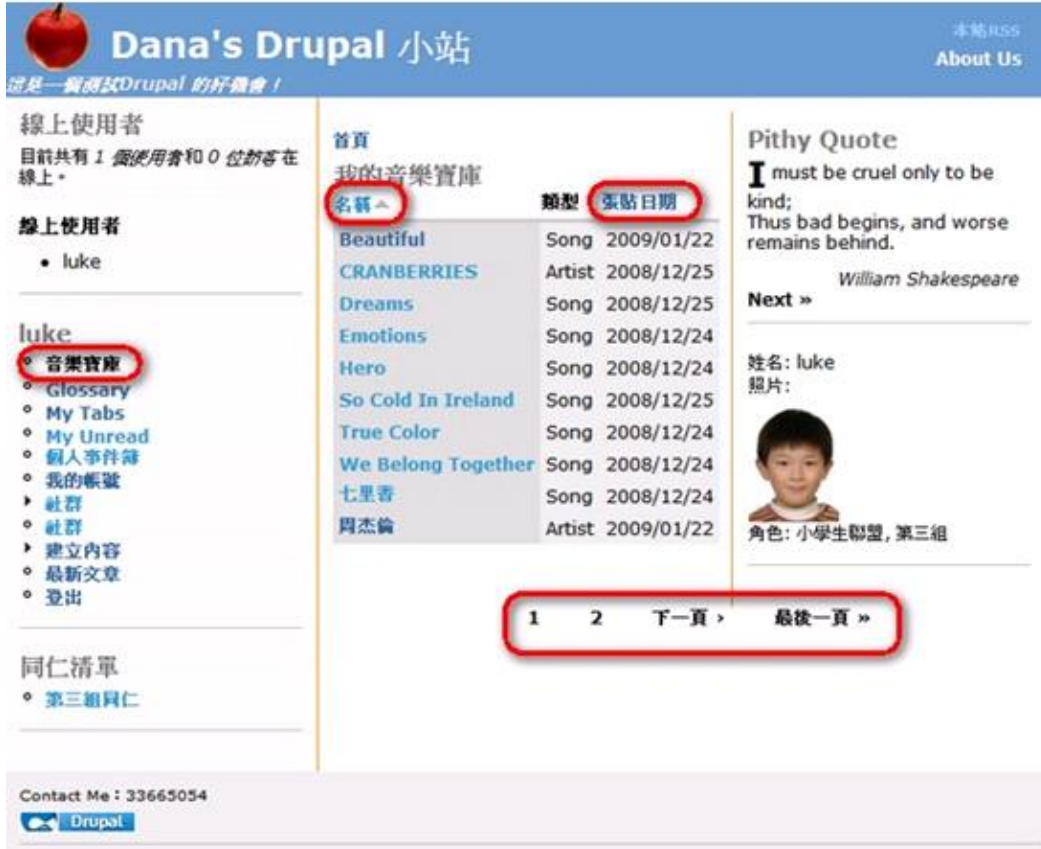 Dana's Drupal 小站
本站RSS
About Us
這是一個測試Drupal 的好機會！
線上使用者
目前共有 1 個使用者和 0 位訪客在
線上。
線上使用者
luke
luke
音樂寶庫
Glossary
My Tabs
My Unread
個人事件簿
我的帳號
社群
社群
建立內容
最新文章
登出
同仁清單
第三組同仁
首頁
我的音樂寶庫
名稱 類型 張貼日期
Beautiful Song 2009/01/22
CRANBERRIES Artist 2008/12/25
Dreams Song 2008/12/25
Emotions Song 2008/12/24
Hero Song 2008/12/24
So Cold In Ireland Song 2008/12/25
True Color Song 2008/12/24
We Belong Together Song 2008/12/24
七里香 Song 2008/12/24
周杰倫 Artist 2009/01/22
1 2 下一頁 › 最後一頁 »
Pithy Quote
I must be cruel only to be
kind;
Thus bad begins, and worse
remains behind.
William Shakespeare
Next »
姓名: luke
照片:
角色: 小學生聯盟, 第三組
Contact Me：33665054
Drupal